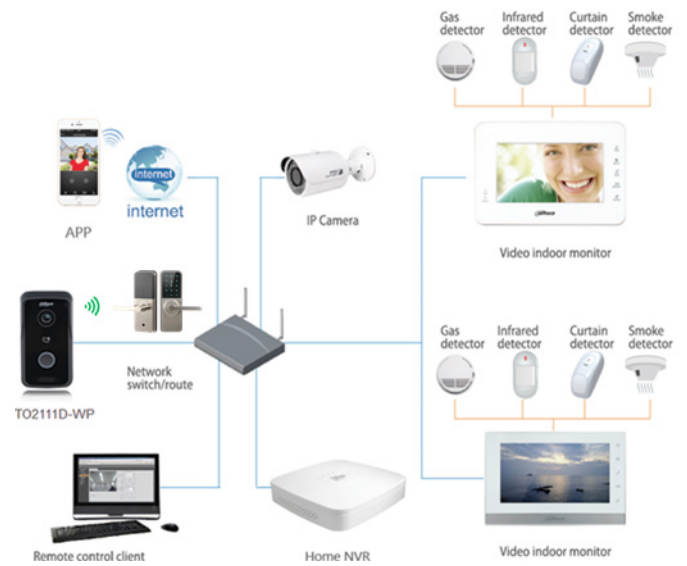 Gas
detector
Infrared
detector
Curtain
detector
Smoke
detector
internet
internet
APP
IP Camera
alhua
Video indoor monitor
Gas
detector
Infrared
detector
Curtain
detector
Smoke
detector
Network
switch/route
TO2111D-WP
Remote control client
Home NVR
Video indoor monitor